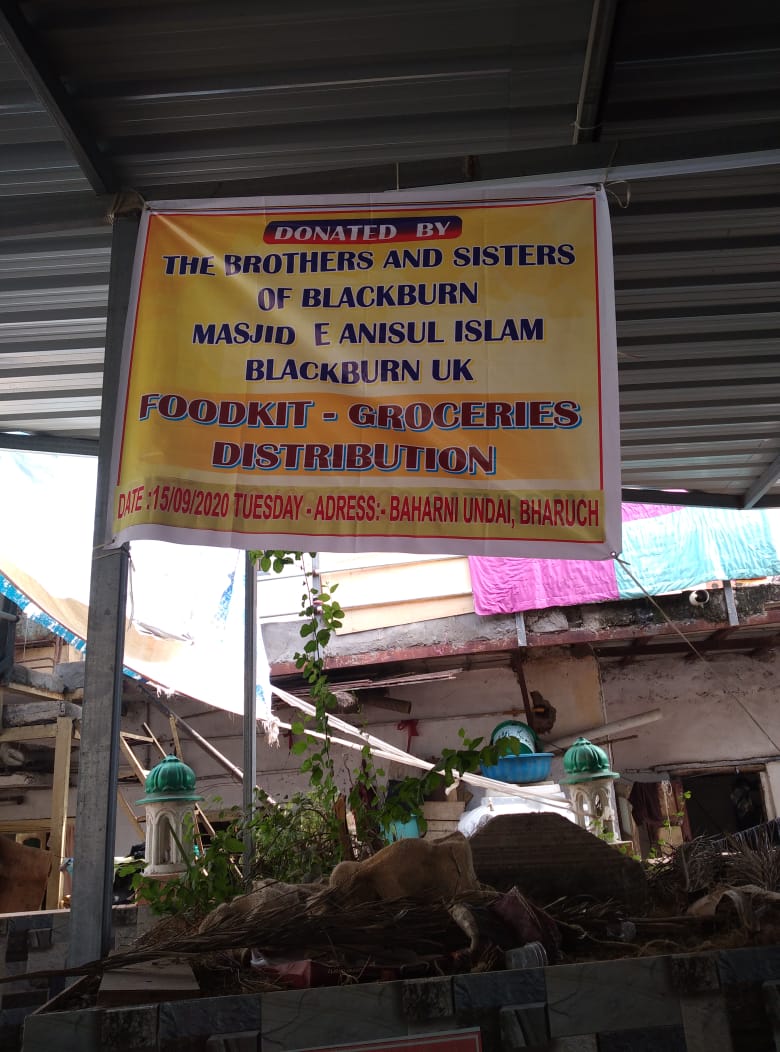 DONATED BY
THE BROTHERS AND SISTERS
OF BLACKBURN
MASJID E ANISUL ISLAM
BLACKBURN UK
FOODKIT - GROCERIES
DISTRIBUTION
DATE :15/09/2020 TUESDAY - ADRESS:- BAHARNI UNDAI, BHARUCH